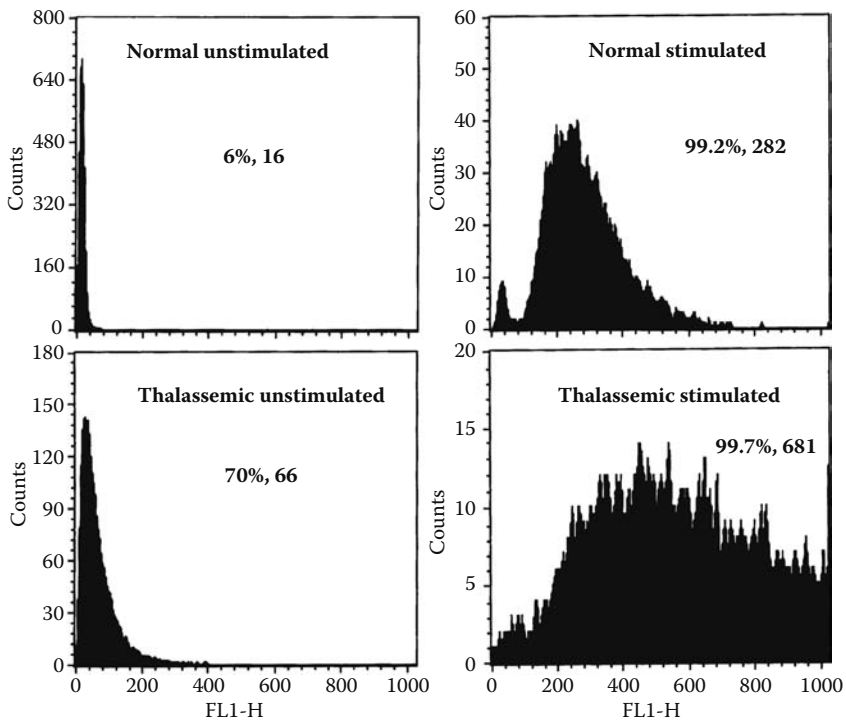 Normal unstimulated
6%, 16
Counts
800
640
480
320
160
0
Normal stimulated
99.2%, 282
Counts
60
50
40
30
20
10
0
Thalassemic unstimulated
70%, 66
Counts
180
150
120
90
60
30
0
0 200 400 600 800 1000
FL1-H
Thalassemic stimulated
99.7%, 681
Counts
20
15
10
5
0
0 200 400 600 800 1000
FL1-H